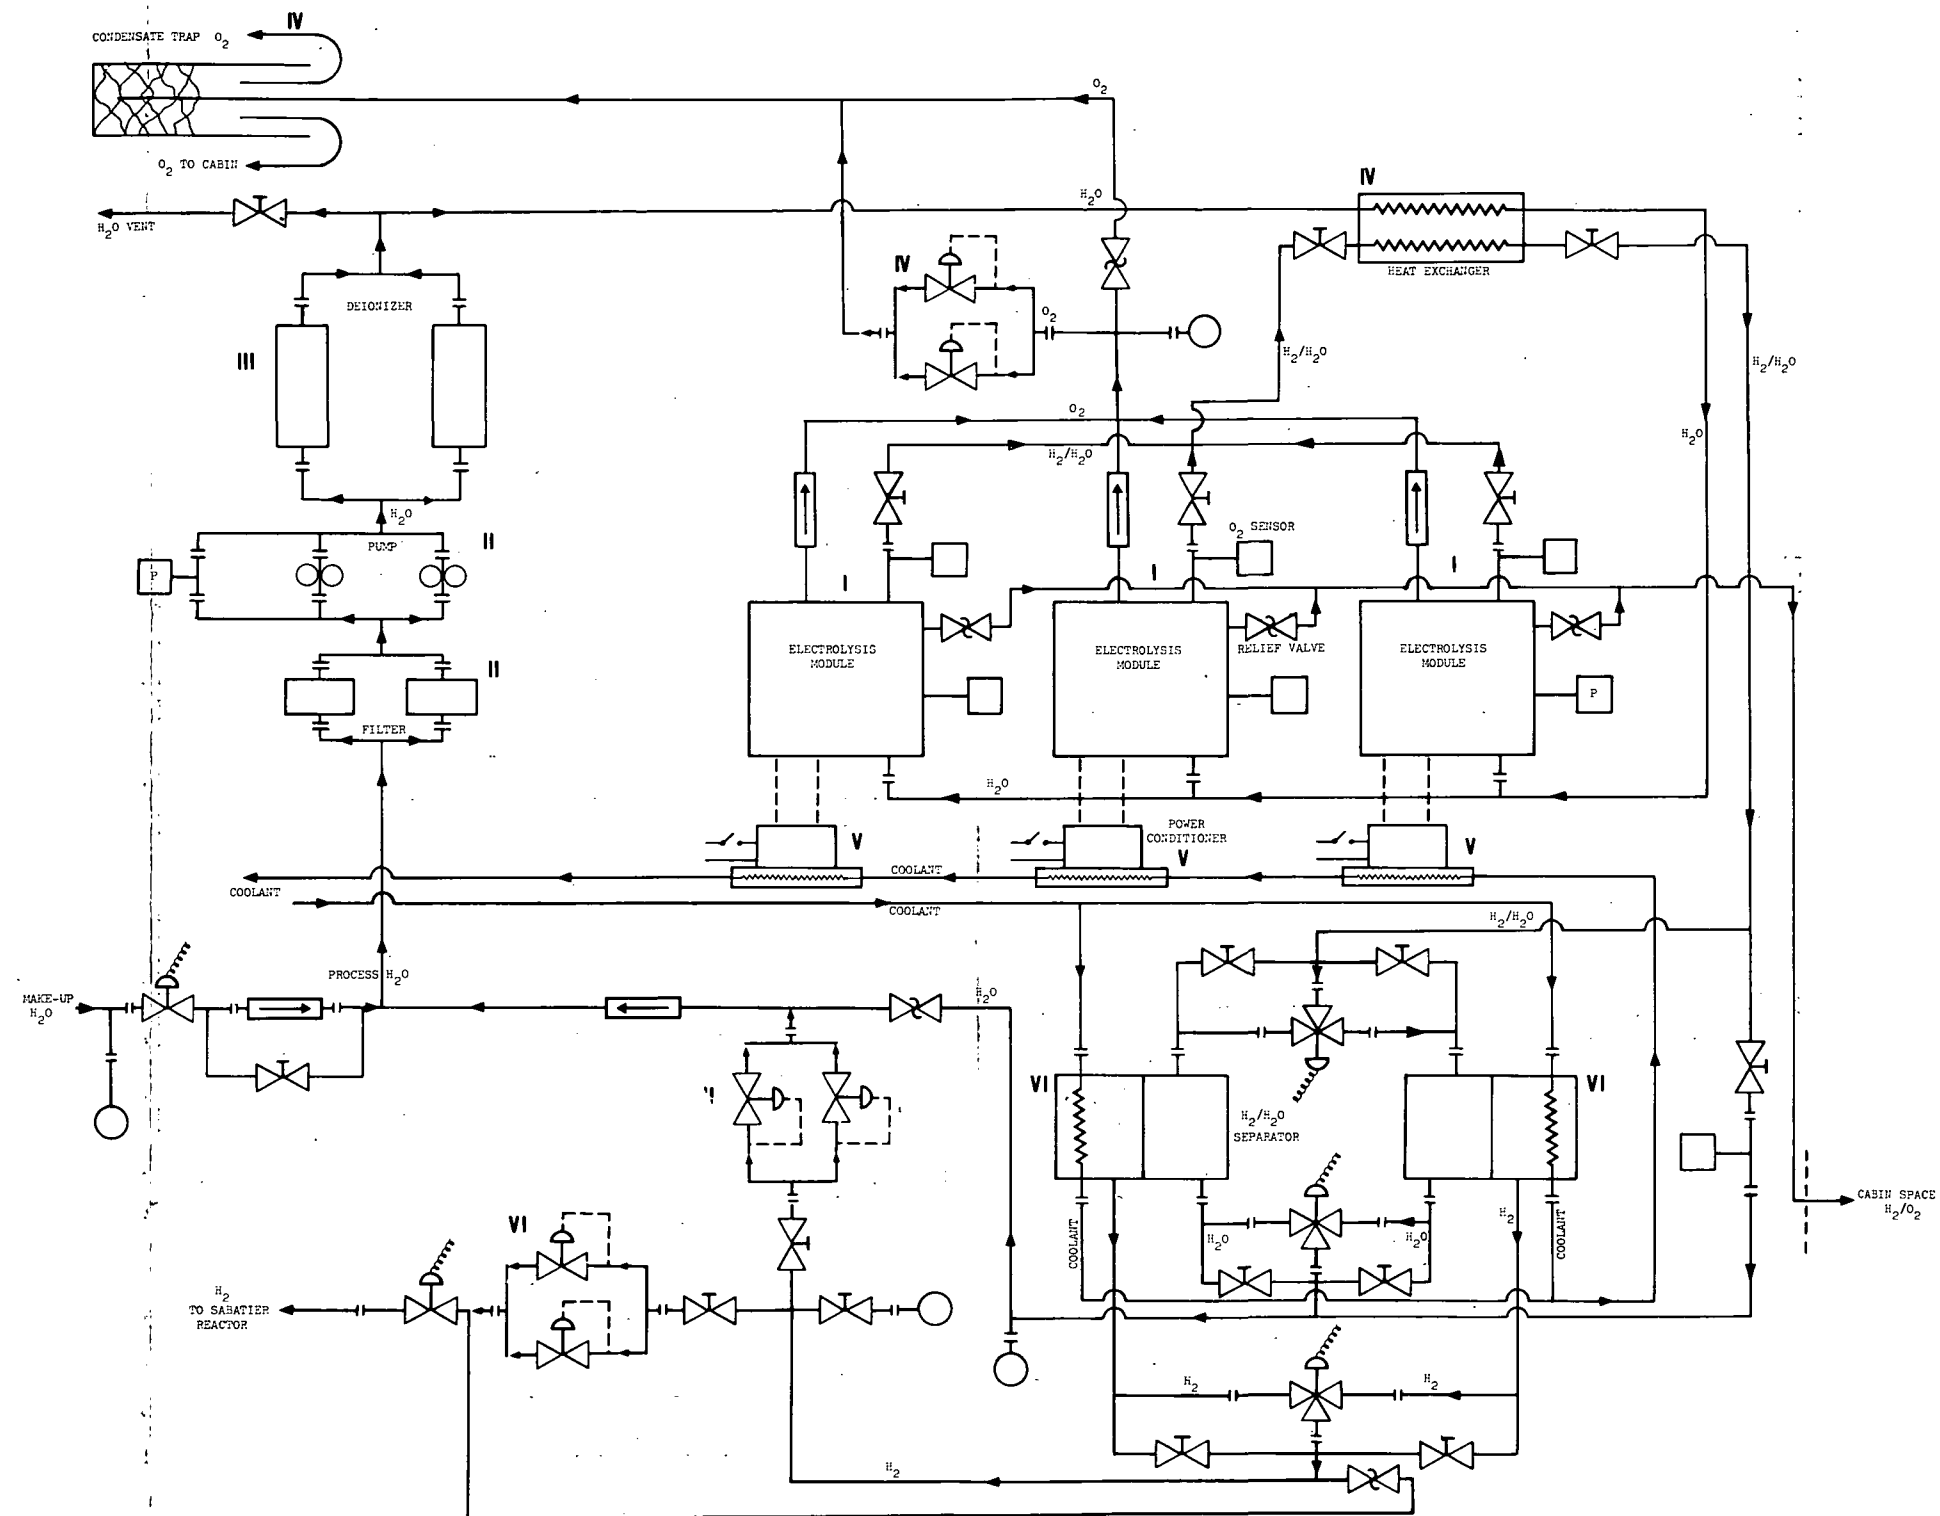 IV
CONDENSATE TRAP O2
O2
O2 TO CABIN
H2O VENT
H2O
IV
HEAT EXCHANGER
IV
O2
DEIONIZER
III
H2/H2O
H2/H2O
O2
H2/H2O
H2O
H2O
PUMP
II
P
O2 SENSOR
I
I
I
ELECTROLYSIS
MODULE
ELECTROLYSIS
MODULE
RELIEF VALVE
ELECTROLYSIS
MODULE
II
P
FILTER
H2O
POWER
CONDITIONER
V
V
V
COOLANT
COOLANT
COOLANT
H2/H2O
PROCESS H2O
MAKE-UP
H2O
H2O
VI
VI
H2/H2O
SEPARATOR
CABIN SPACE
H2/O2
COOLANT
H2O
H2O
H2
COOLANT
VI
H2
TO SABATIER
REACTOR
H2
H2
H2